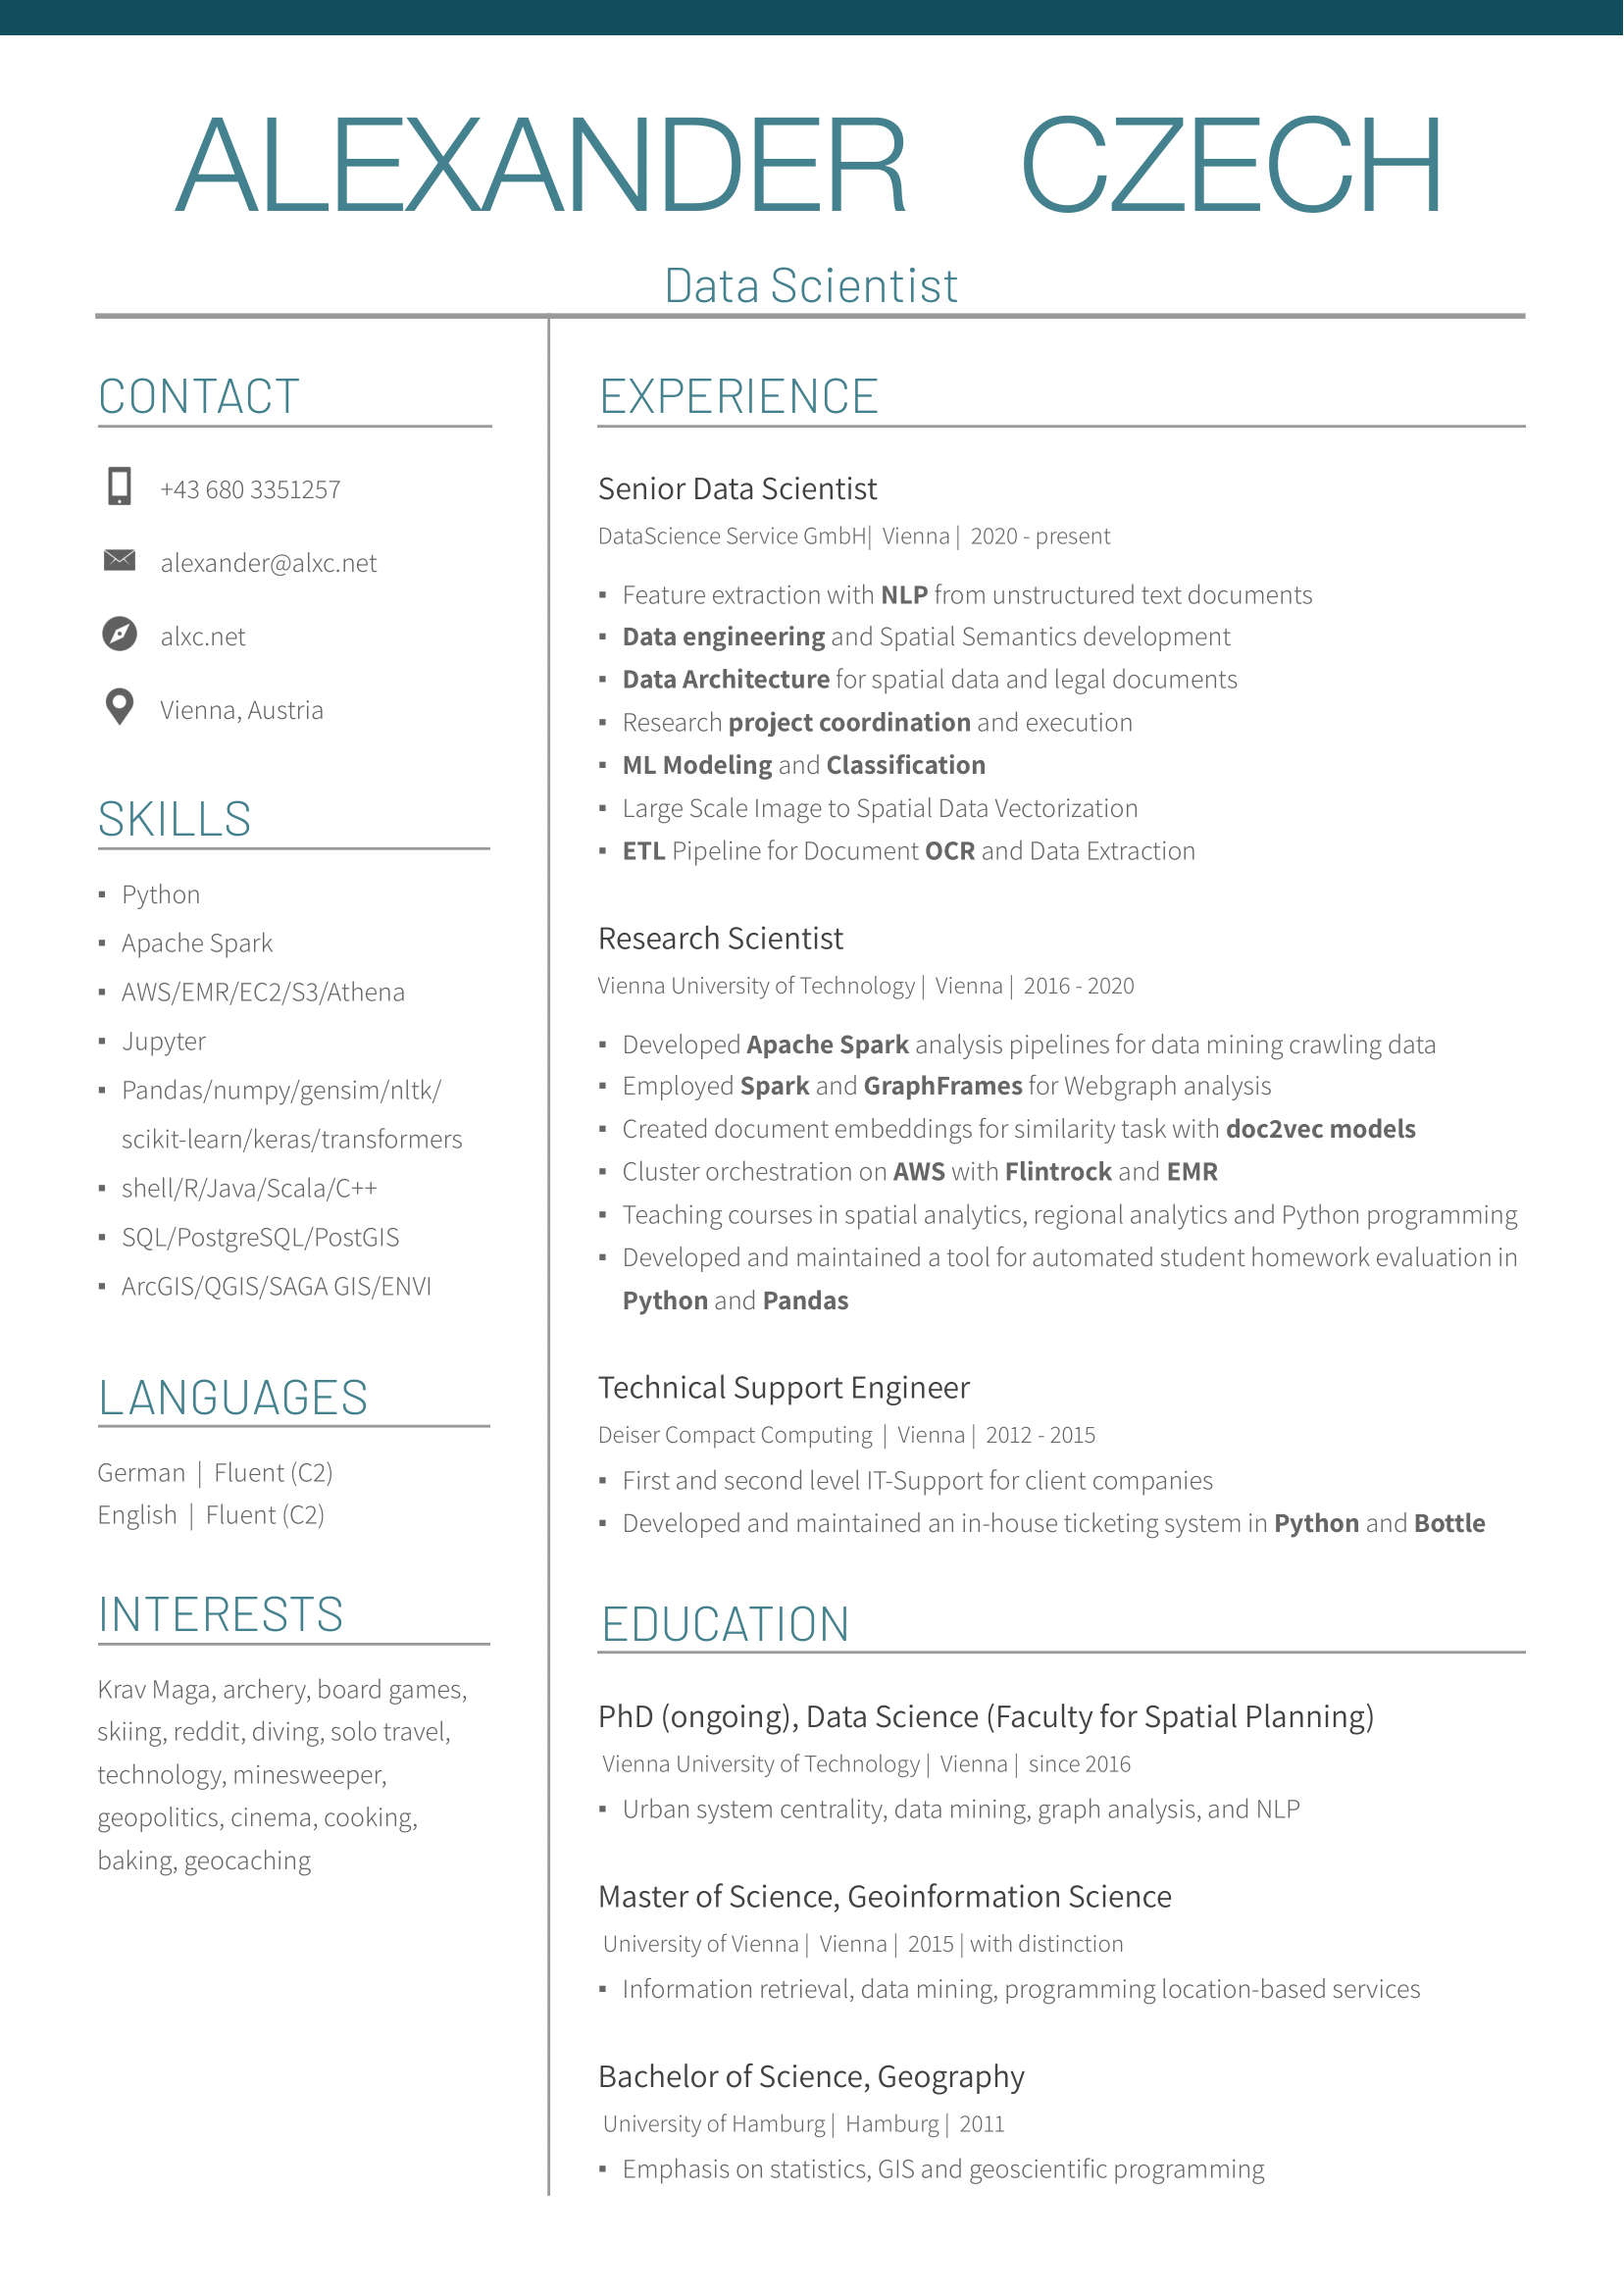 ALEXANDER CZECH
Data Scientist
CONTACT
+43 680 3351257
alexander@alxc.net
alxc.net
Vienna, Austria
SKILLS
▪ Python
▪ Apache Spark
▪ AWS/EMR/EC2/S3/Athena
▪ Jupyter
▪ Pandas/numpy/gensim/nltk/
scikit-learn/keras/transformers
▪ shell/R/Java/Scala/C++
▪ SQL/PostgreSQL/PostGIS
▪ ArcGIS/QGIS/SAGA GIS/ENVI
LANGUAGES
German | Fluent (C2)
English | Fluent (C2)
INTERESTS
Krav Maga, archery, board games,
skiing, reddit, diving, solo travel,
technology, minesweeper,
geopolitics, cinema, cooking,
baking, geocaching
EXPERIENCE
Senior Data Scientist
DataScience Service GmbH| Vienna | 2020 - present
▪ Feature extraction with NLP from unstructured text documents
▪ Data engineering and Spatial Semantics development
▪ Data Architecture for spatial data and legal documents
▪ Research project coordination and execution
▪ ML Modeling and Classification
▪ Large Scale Image to Spatial Data Vectorization
▪ ETL Pipeline for Document OCR and Data Extraction
Research Scientist
Vienna University of Technology | Vienna | 2016 - 2020
▪ Developed Apache Spark analysis pipelines for data mining crawling data
▪ Employed Spark and GraphFrames for Webgraph analysis
▪ Created document embeddings for similarity task with doc2vec models
▪ Cluster orchestration on AWS with Flintrock and EMR
▪ Teaching courses in spatial analytics, regional analytics and Python programming
▪ Developed and maintained a tool for automated student homework evaluation in
Python and Pandas
Technical Support Engineer
Deiser Compact Computing | Vienna | 2012 - 2015
▪ First and second level IT-Support for client companies
▪ Developed and maintained an in-house ticketing system in Python and Bottle
EDUCATION
PhD (ongoing), Data Science (Faculty for Spatial Planning)
Vienna University of Technology | Vienna | since 2016
▪ Urban system centrality, data mining, graph analysis, and NLP
Master of Science, Geoinformation Science
University of Vienna | Vienna | 2015 | with distinction
▪ Information retrieval, data mining, programming location-based services
Bachelor of Science, Geography
University of Hamburg | Hamburg | 2011
▪ Emphasis on statistics, GIS and geoscientific programming